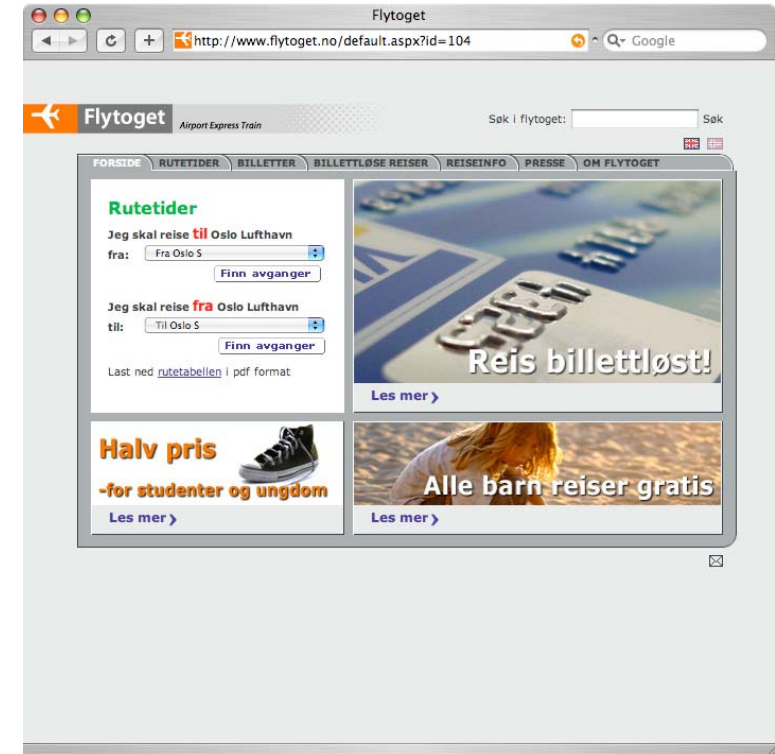 Flytoget
http://www.flytoget.no/default.aspx?id=104
Google
Flytoget Airport Express Train
Søk i flytoget: Søk
FORSIDE RUTETIDER BILLETTER BILLETTLØSE REISER REISEINFO PRESSE OM FLYTOGET
Rutetider
Jeg skal reise til Oslo Lufthavn
fra: Fra Oslo S
Finn avganger
Jeg skal reise fra Oslo Lufthavn
til: Til Oslo S
Finn avganger
Last ned rutetabellen i pdf format
Reis billettløst!
Les mer
Halv pris
-for studenter og ungdom
Les mer
Alle barn reiser gratis
Les mer